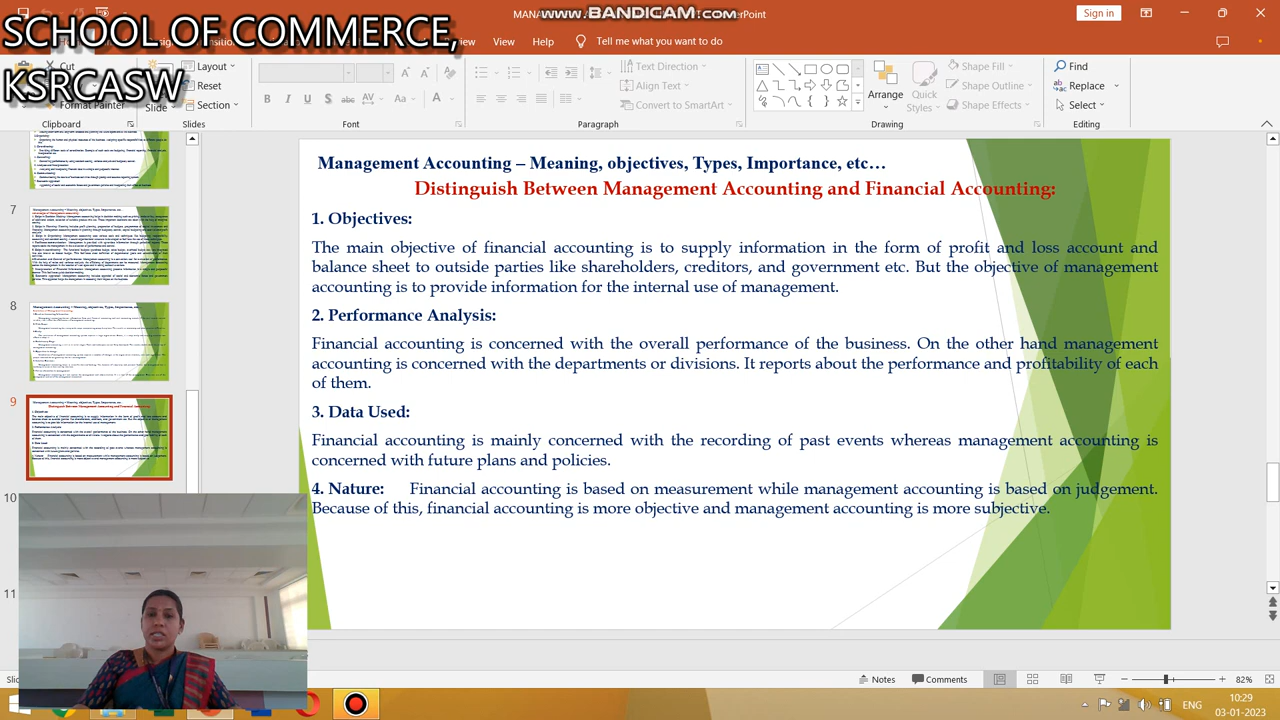 MANA
WWW.BANDICAM.COM
erPoint
Sign in
SCHOOL OF COMMERCE,
KSRCASW
View
Help
Tell me what you want to do
Cut
Format Painter
Clipboard
Layout
Reset
Section
Slide
Slides
Font
Text Direction
Align Text
Convert to SmartArt
Paragraph
Arrange
Quick
Styles
Shape Fill
Shape Outline
Shape Effects
Drawing
Find
Replace
Select
Editing
7
8
9
10
11
Management Accounting – Meaning, objectives, Types, Importance, etc…
Distinguish Between Management Accounting and Financial Accounting:
1. Objectives:
The main objective of financial accounting is to supply information in the form of profit and loss account and
balance sheet to outside parties like shareholders, creditors, and government etc. But the objective of management
accounting is to provide information for the internal use of management.
2. Performance Analysis:
Financial accounting is concerned with the overall performance of the business. On the other hand management
accounting is concerned with the departments or divisions. It reports about the performance and profitability of each
of them.
3. Data Used:
Financial accounting is mainly concerned with the recording of past events whereas management accounting is
concerned with future plans and policies.
4. Nature: Financial accounting is based on measurement while management accounting is based on judgement.
Because of this, financial accounting is more objective and management accounting is more subjective.
Notes
Comments
82%
ENG
10:29
03-01-2023